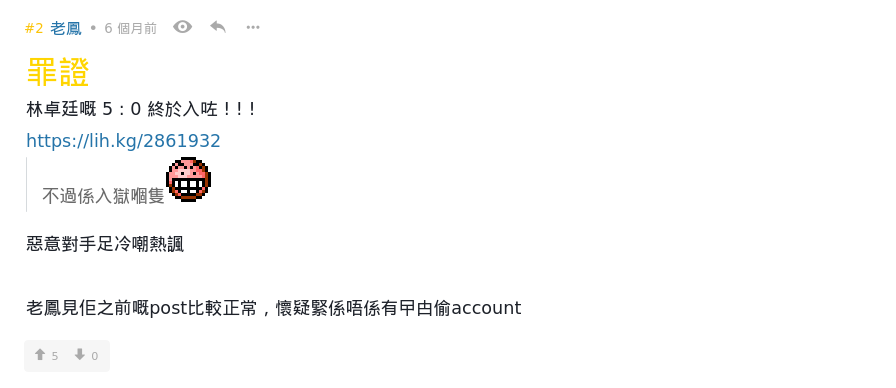 #2 老鳳 • 6 個月前
罪證
林卓廷嘅 5 : 0 終於入咗 ! ! !
https://lih.kg/2861932
不過係入獄嗰隻
惡意對手足冷嘲熱諷
老鳳見佢之前嘅post比較正常 , 懷疑緊係唔係有曱甴偷account
5 0